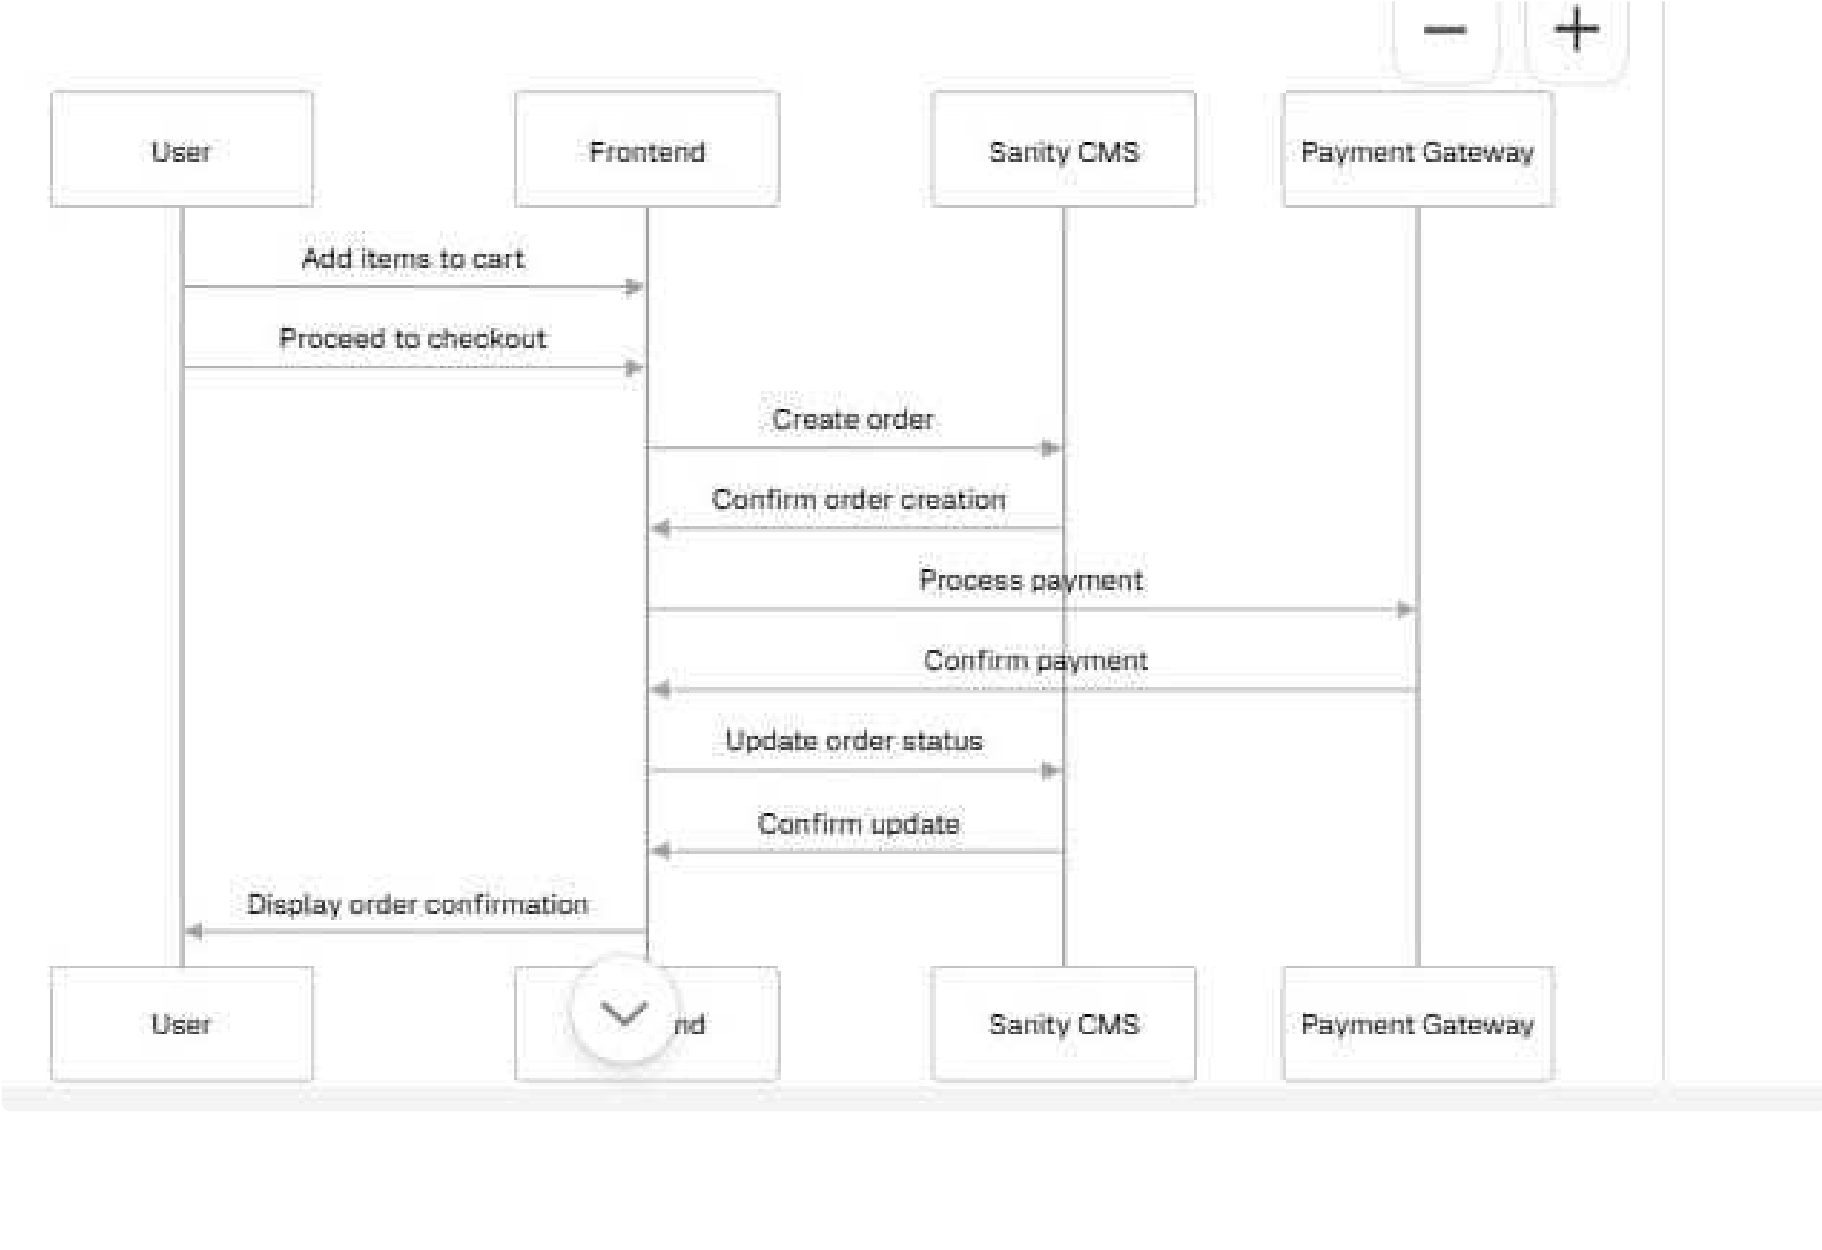 User
Frontend
Sanity CMS
Payment Gateway
Add items to cart
Proceed to checkout
Create order
Confirm order creation
Process payment
Confirm payment
Update order status
Confirm update
Display order confirmation
User
nd
Sanity CMS
Payment Gateway